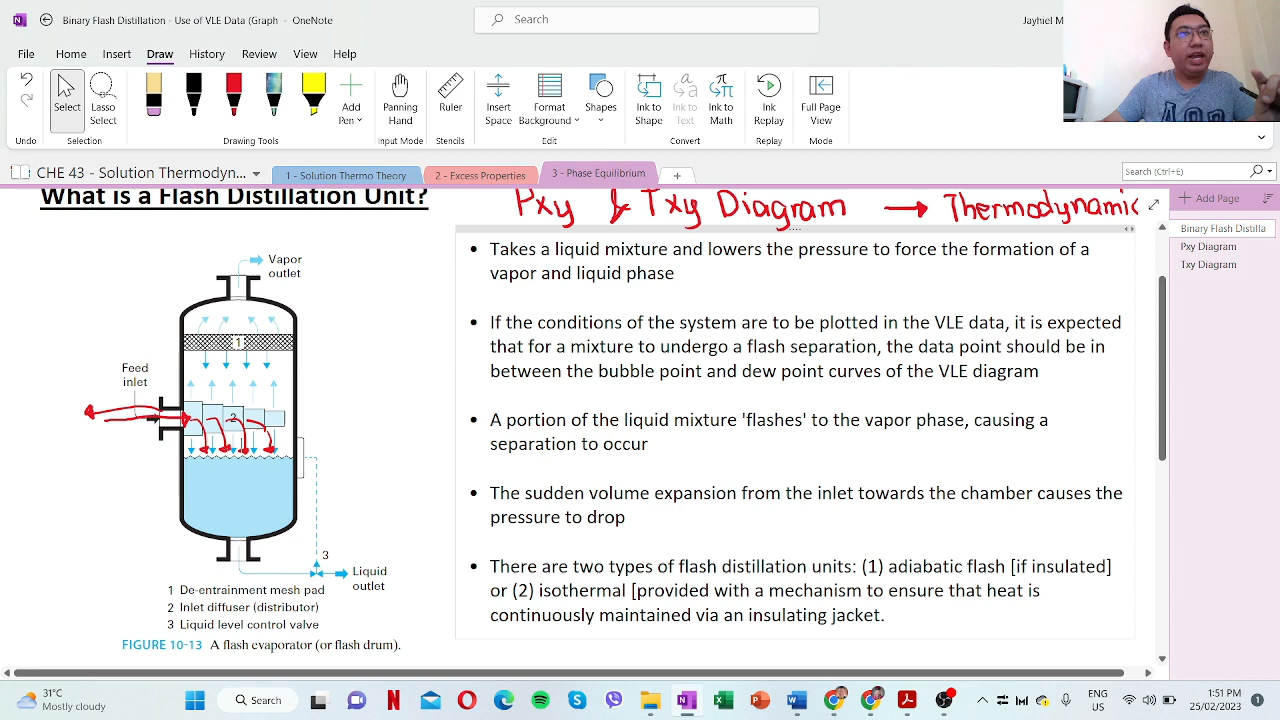 Binary Flash Distillation - Use of VLE Data (Graph - OneNote
Search
Jayhiel M
File Home Insert Draw History Review View Help
Undo
Select
Lasso Select
Add Pen
Panning Hand
Ruler
Insert Space
Format Background
Shapes
Ink to Shape
Ink to Text
Ink to Math
Ink Replay
Full Page View
Undo Selection Drawing Tools Input Mode Stencils Edit Convert Replay Mode
CHE 43 - Solution Thermodyn...
1 - Solution Thermo Theory
2 - Excess Properties
3 - Phase Equilibrium
Search (Ctrl+E)
Add Page
Binary Flash Distilla
Pxy Diagram
Txy Diagram
What is a Flash Distillation Unit?
Pxy & Txy Diagram → Thermodynamic
• Takes a liquid mixture and lowers the pressure to force the formation of a
vapor and liquid phase
• If the conditions of the system are to be plotted in the VLE data, it is expected
that for a mixture to undergo a flash separation, the data point should be in
between the bubble point and dew point curves of the VLE diagram
• A portion of the liquid mixture 'flashes' to the vapor phase, causing a
separation to occur
• The sudden volume expansion from the inlet towards the chamber causes the
pressure to drop
• There are two types of flash distillation units: (1) adiabatic flash [if insulated]
or (2) isothermal [provided with a mechanism to ensure that heat is
continuously maintained via an insulating jacket.
Vapor
outlet
1
Feed
inlet
2
3
Liquid
outlet
1 De-entrainment mesh pad
2 Inlet diffuser (distributor)
3 Liquid level control valve
FIGURE 10-13 A flash evaporator (or flash drum).
31°C
Mostly cloudy
Search
ENG
US
1:51 PM
25/02/2023